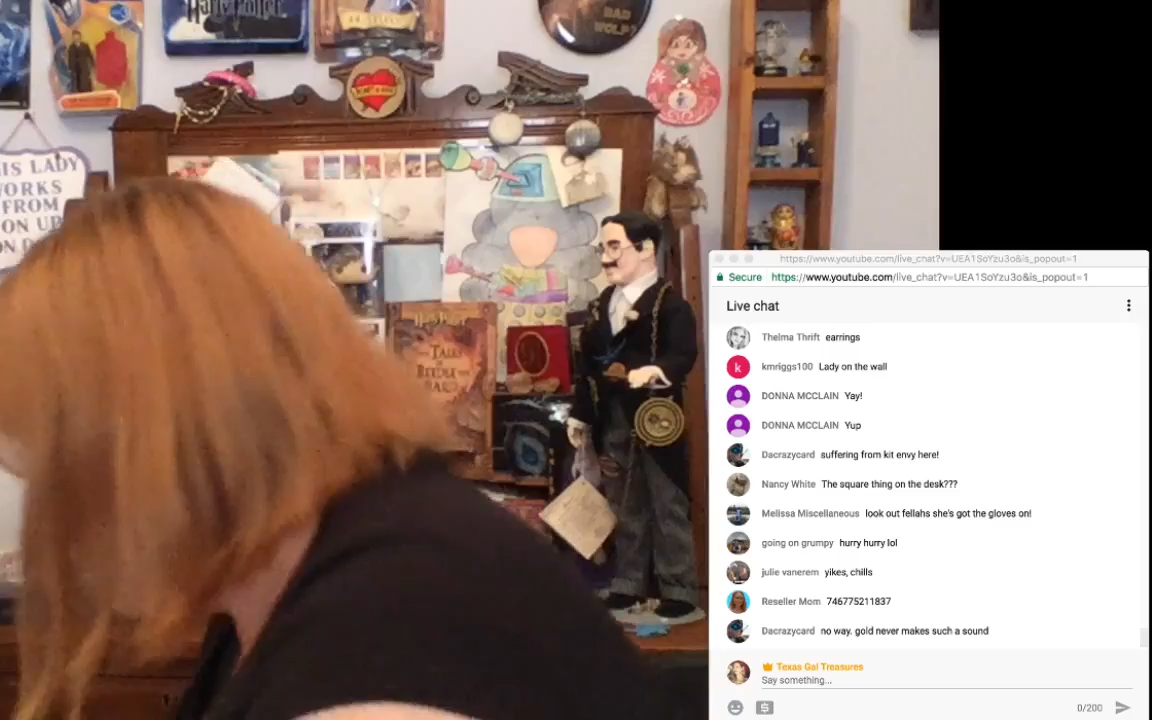 Harry Potter
BAD
WOLF?
HIS LADY
WORKS
FROM
ON UP
TALES
BEEDLE
BARD
https://www.youtube.com/live_chat?v=UEA1SoYzu3o&is_popout=1
Secure https://www.youtube.com/live_chat?v=UEA1SoYzu3o&is_popout=1
Live chat
Thelma Thrift earrings
kmriggs100 Lady on the wall
DONNA MCCLAIN Yay!
DONNA MCCLAIN Yup
Dacrazycard suffering from kit envy here!
Nancy White The square thing on the desk???
Melissa Miscellaneous look out fellahs she's got the gloves on!
going on grumpy hurry hurry lol
julie vanerem yikes, chills
Reseller Mom 746775211837
Dacrazycard no way. gold never makes such a sound
Texas Gal Treasures
Say something...
0/200